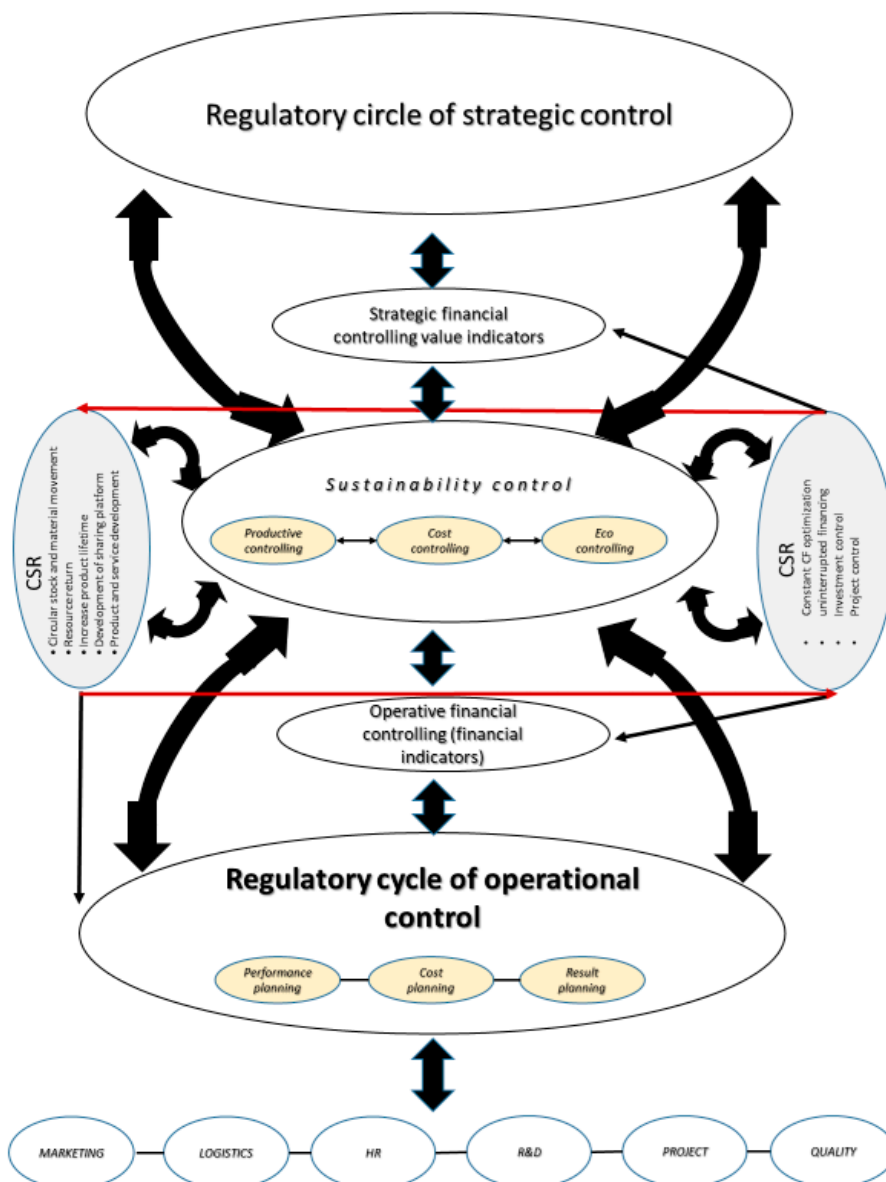 Regulatory circle of strategic control
Strategic financial
controlling value indicators
Sustainability control
Productive
controlling
Cost
controlling
Eco
controlling
CSR
• Circular stock and material movement
• Resource return
• Increase product lifetime
• Development of sharing platform
• Product and service development
CSR
• Constant CF optimization
• uninterrupted financing
• Investment control
• Project control
Operative financial
controlling (financial
indicators)
Regulatory cycle of operational
control
Performance
planning
Cost
planning
Result
planning
MARKETING
LOGISTICS
HR
R&D
PROJECT
QUALITY